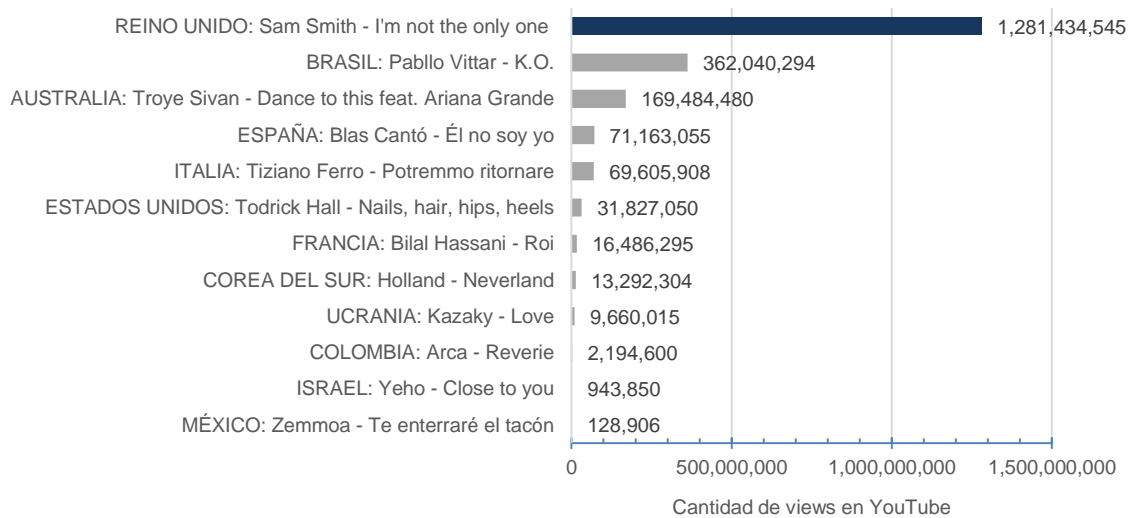 REINO UNIDO: Sam Smith - I'm not the only one 1,281,434,545
BRASIL: Pabllo Vittar - K.O. 362,040,294
AUSTRALIA: Troye Sivan - Dance to this feat. Ariana Grande 169,484,480
ESPAÑA: Blas Cantó - Él no soy yo 71,163,055
ITALIA: Tiziano Ferro - Potremmo ritornare 69,605,908
ESTADOS UNIDOS: Todrick Hall - Nails, hair, hips, heels 31,827,050
FRANCIA: Bilal Hassani - Roi 16,486,295
COREA DEL SUR: Holland - Neverland 13,292,304
UCRANIA: Kazaky - Love 9,660,015
COLOMBIA: Arca - Reverie 2,194,600
ISRAEL: Yeho - Close to you 943,850
MÉXICO: Zemmoa - Te enterraré el tacón 128,906
0 500,000,000 1,000,000,000 1,500,000,000
Cantidad de views en YouTube